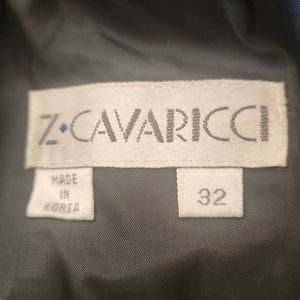 Z·CAVARICCI
MADE
IN
KOREA
32